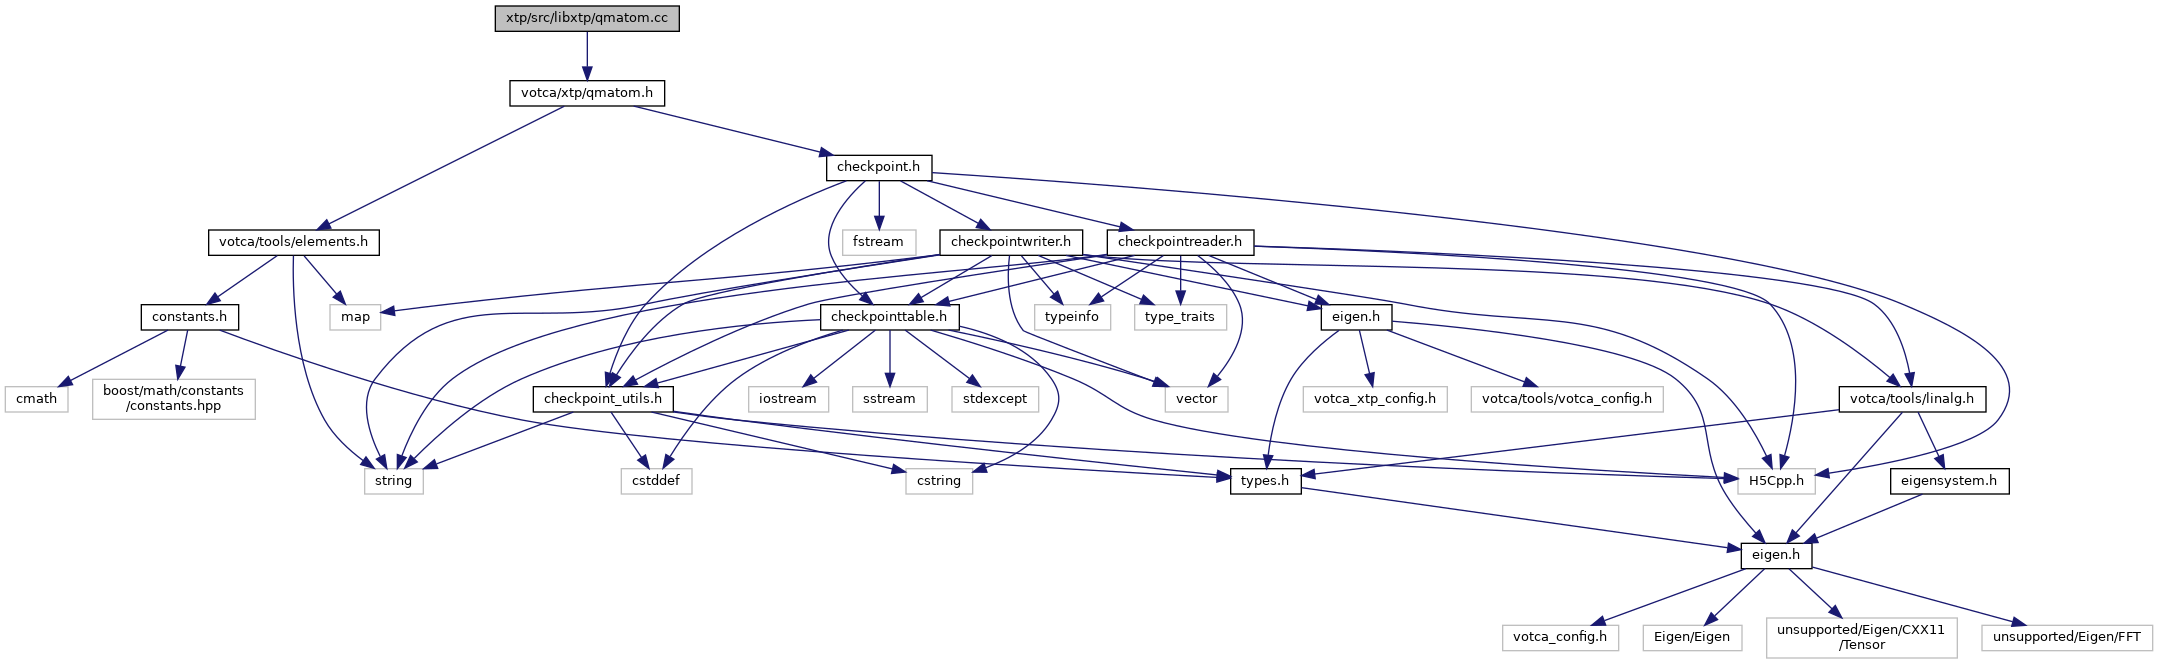 xtp/src/libxtp/qmatom.cc
votca/xtp/qmatom.h
checkpoint.h
votca/tools/elements.h
fstream
checkpointwriter.h
checkpointreader.h
constants.h
map
checkpointtable.h
typeinfo
type_traits
eigen.h
cmath
boost/math/constants
/constants.hpp
checkpoint_utils.h
iostream
sstream
stdexcept
vector
votca_xtp_config.h
votca/tools/votca_config.h
votca/tools/linalg.h
string
cstddef
cstring
types.h
H5Cpp.h
eigensystem.h
eigen.h
votca_config.h
Eigen/Eigen
unsupported/Eigen/CXX11
/Tensor
unsupported/Eigen/FFT